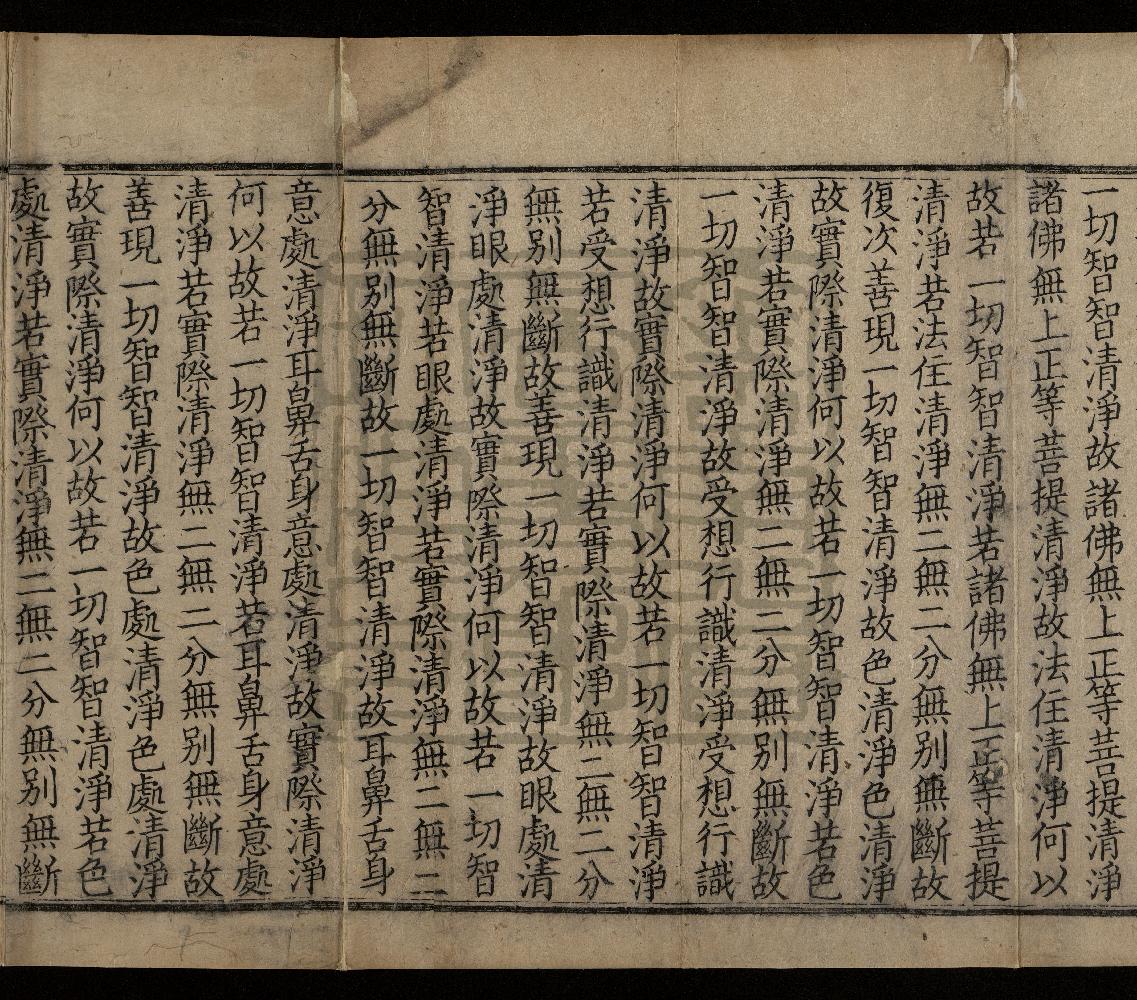 一切智智清淨故諸佛無上正等菩提清淨
諸佛無上正等菩提清淨故法住清淨何以
故若一切智智清淨若諸佛無上正等菩提
清淨若法住清淨無二無二分無別無斷故
復次善現一切智智清淨故色清淨色清淨
故實際清淨何以故若一切智智清淨若色
清淨若實際清淨無二無二分無別無斷故
一切智智清淨故受想行識清淨受想行識
清淨故實際清淨何以故若一切智智清淨
若受想行識清淨若實際清淨無二無二分
無別無斷故善現一切智智清淨故眼處清
淨眼處清淨故實際清淨何以故若一切智
智清淨若眼處清淨若實際清淨無二無二
分無別無斷故一切智智清淨故耳鼻舌身
意處清淨耳鼻舌身意處清淨故實際清淨
何以故若一切智智清淨若耳鼻舌身意處
清淨若實際清淨無二無二分無別無斷故
善現一切智智清淨故色處清淨色處清淨
故實際清淨何以故若一切智智清淨若色
處清淨若實際清淨無二無二分無別無斷